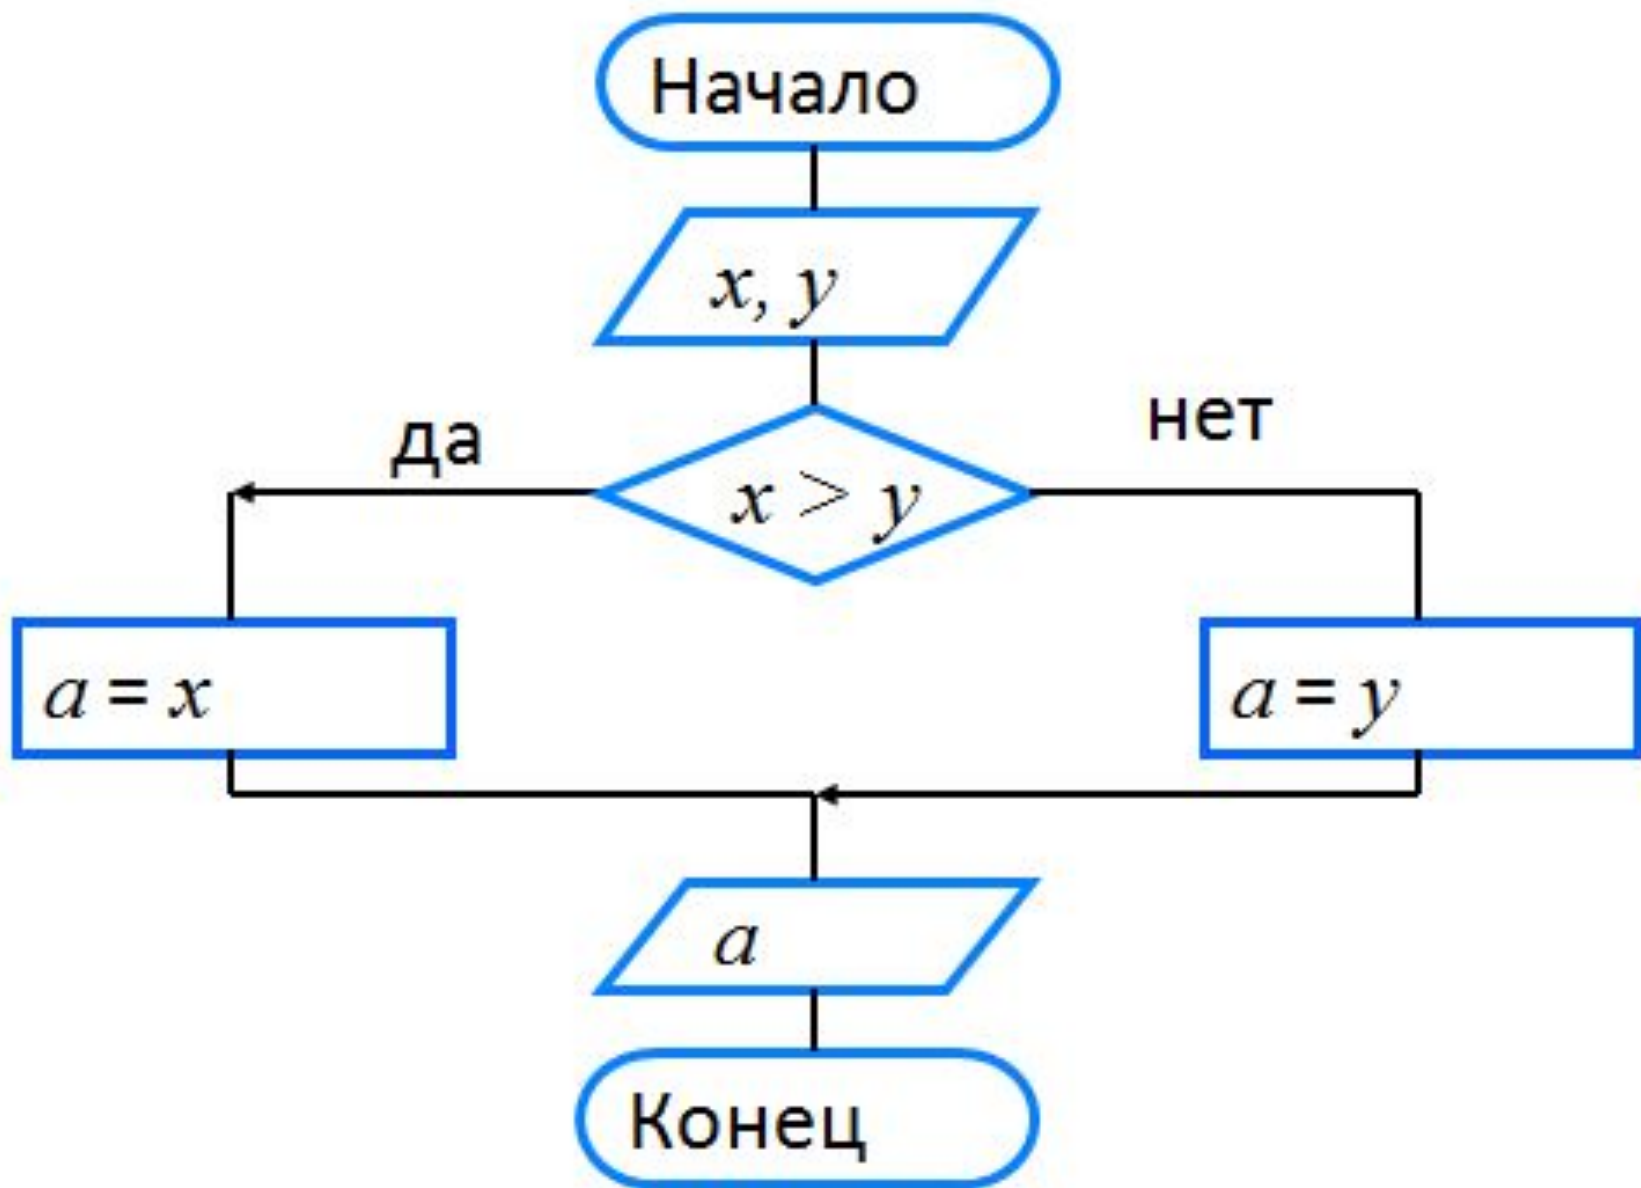 Начало
x, y
да
нет
x > y
a = x
a = y
a
Конец